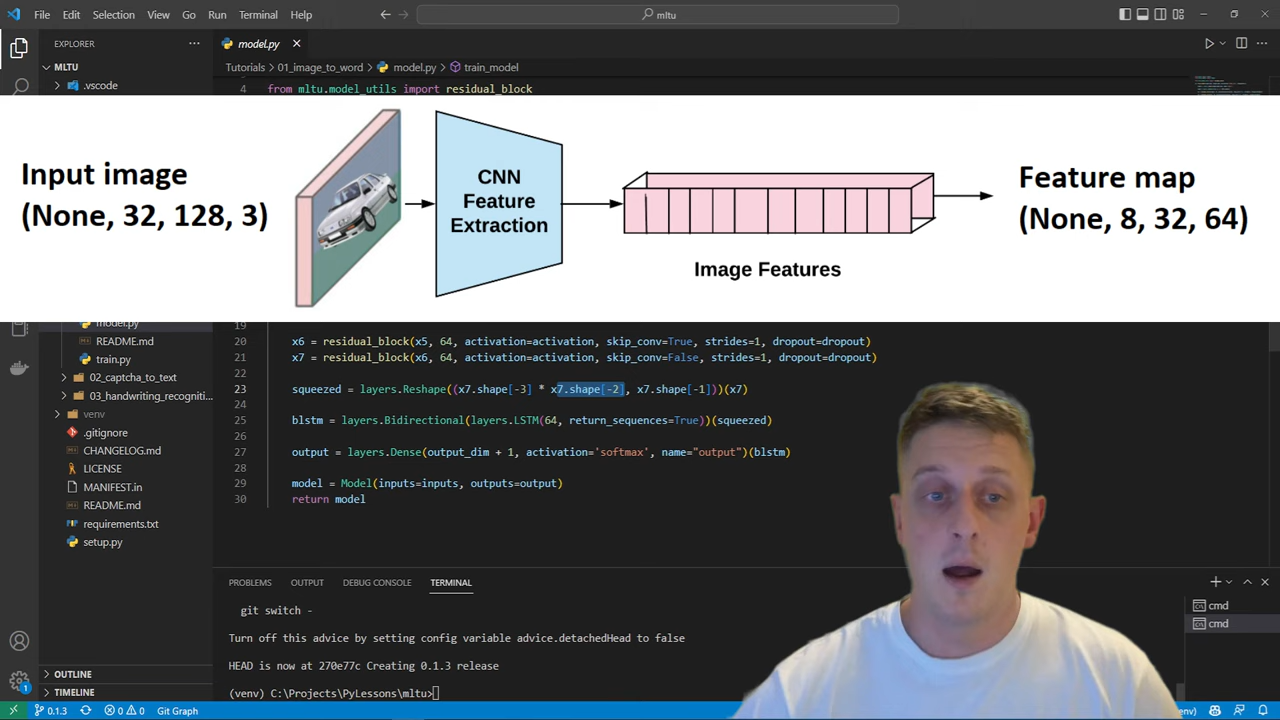 File Edit Selection View Go Run Terminal Help
mltu
EXPLORER
model.py
MLTU
Tutorials > 01_image_to_word > model.py > train_model
.vscode
4 from mltu.model_utils import residual_block
Input image
(None, 32, 128, 3)
CNN
Feature
Extraction
Image Features
Feature map
(None, 8, 32, 64)
model.py
README.md
train.py
02_captcha_to_text
03_handwriting_recogniti...
venv
.gitignore
CHANGELOG.md
LICENSE
MANIFEST.in
README.md
requirements.txt
setup.py
OUTLINE
TIMELINE
19
20 x6 = residual_block(x5, 64, activation=activation, skip_conv=True, strides=1, dropout=dropout)
21 x7 = residual_block(x6, 64, activation=activation, skip_conv=False, strides=1, dropout=dropout)
23 squeezed = layers.Reshape((x7.shape[-3] * x7.shape[-2], x7.shape[-1]))(x7)
24
25 blstm = layers.Bidirectional(layers.LSTM(64, return_sequences=True))(squeezed)
26
27 output = layers.Dense(output_dim + 1, activation='softmax', name="output")(blstm)
28
29 model = Model(inputs=inputs, outputs=output)
30 return model
PROBLEMS OUTPUT DEBUG CONSOLE TERMINAL
git switch -
Turn off this advice by setting config variable advice.detachedHead to false
HEAD is now at 270e77c Creating 0.1.3 release
(venv) C:\Projects\PyLessons\mltu>
cmd
cmd
1
0.1.3 0 0 Git Graph
env)